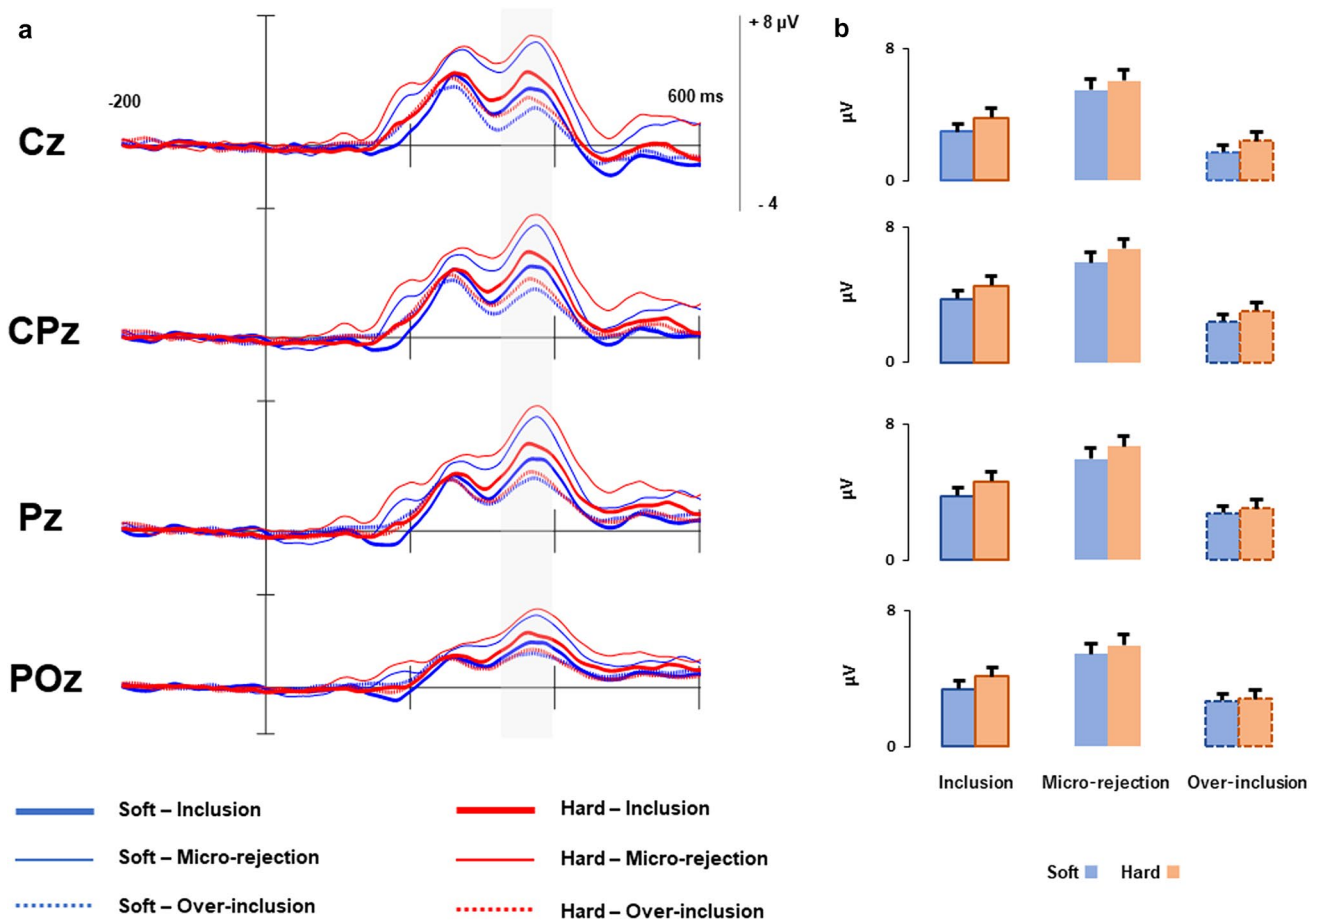 a
+ 8 µV
-200
600 ms
Cz
- 4
CPz
Pz
POz
Soft – Inclusion
Hard – Inclusion
Soft – Micro-rejection
Hard – Micro-rejection
Soft – Over-inclusion
Hard – Over-inclusion
b
8
µV
0
8
µV
0
8
µV
0
8
µV
0
Inclusion Micro-rejection Over-inclusion
Soft Hard